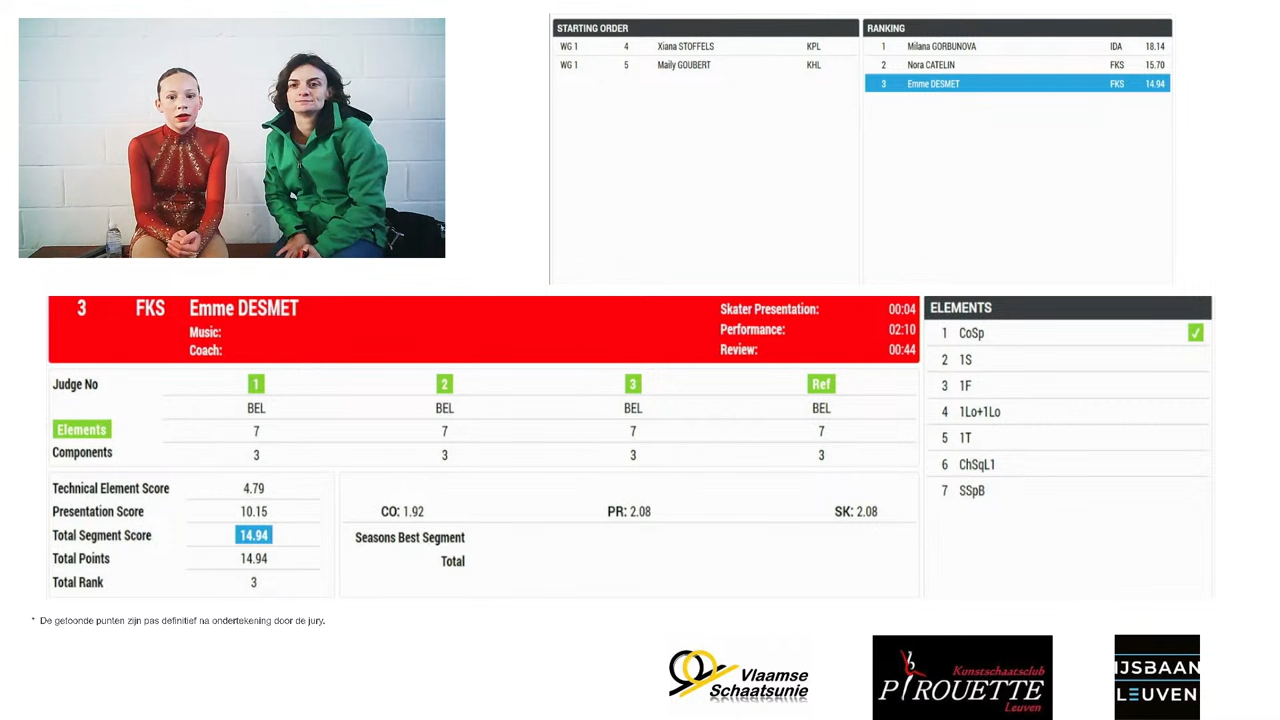 STARTING ORDER
WG 1 4 Xiana STOFFELS KPL
WG 1 5 Maily GOUBERT KHL
RANKING
1 Milana GORBUNOVA IDA 18.14
2 Nora CATELIN FKS 15.70
3 Emme DESMET FKS 14.94
3 FKS Emme DESMET
Music:
Coach:
Skater Presentation: 00:04
Performance: 02:10
Review: 00:44
Judge No 1 2 3 Ref
BEL BEL BEL BEL
Elements 7 7 7 7
Components 3 3 3 3
Technical Element Score 4.79
Presentation Score 10.15
Total Segment Score 14.94
Total Points 14.94
Total Rank 3
CO: 1.92 PR: 2.08 SK: 2.08
Seasons Best Segment
Total
ELEMENTS
1 CoSp ✓
2 1S
3 1F
4 1Lo+1Lo
5 1T
6 ChSqL1
7 SSpB
* De getoonde punten zijn pas definitief na ondertekening door de jury.
Vlaamse
Schaatsunie
Kunstschaatsclub
PIROUETTE
Leuven
IJSBAAN
LEUVEN